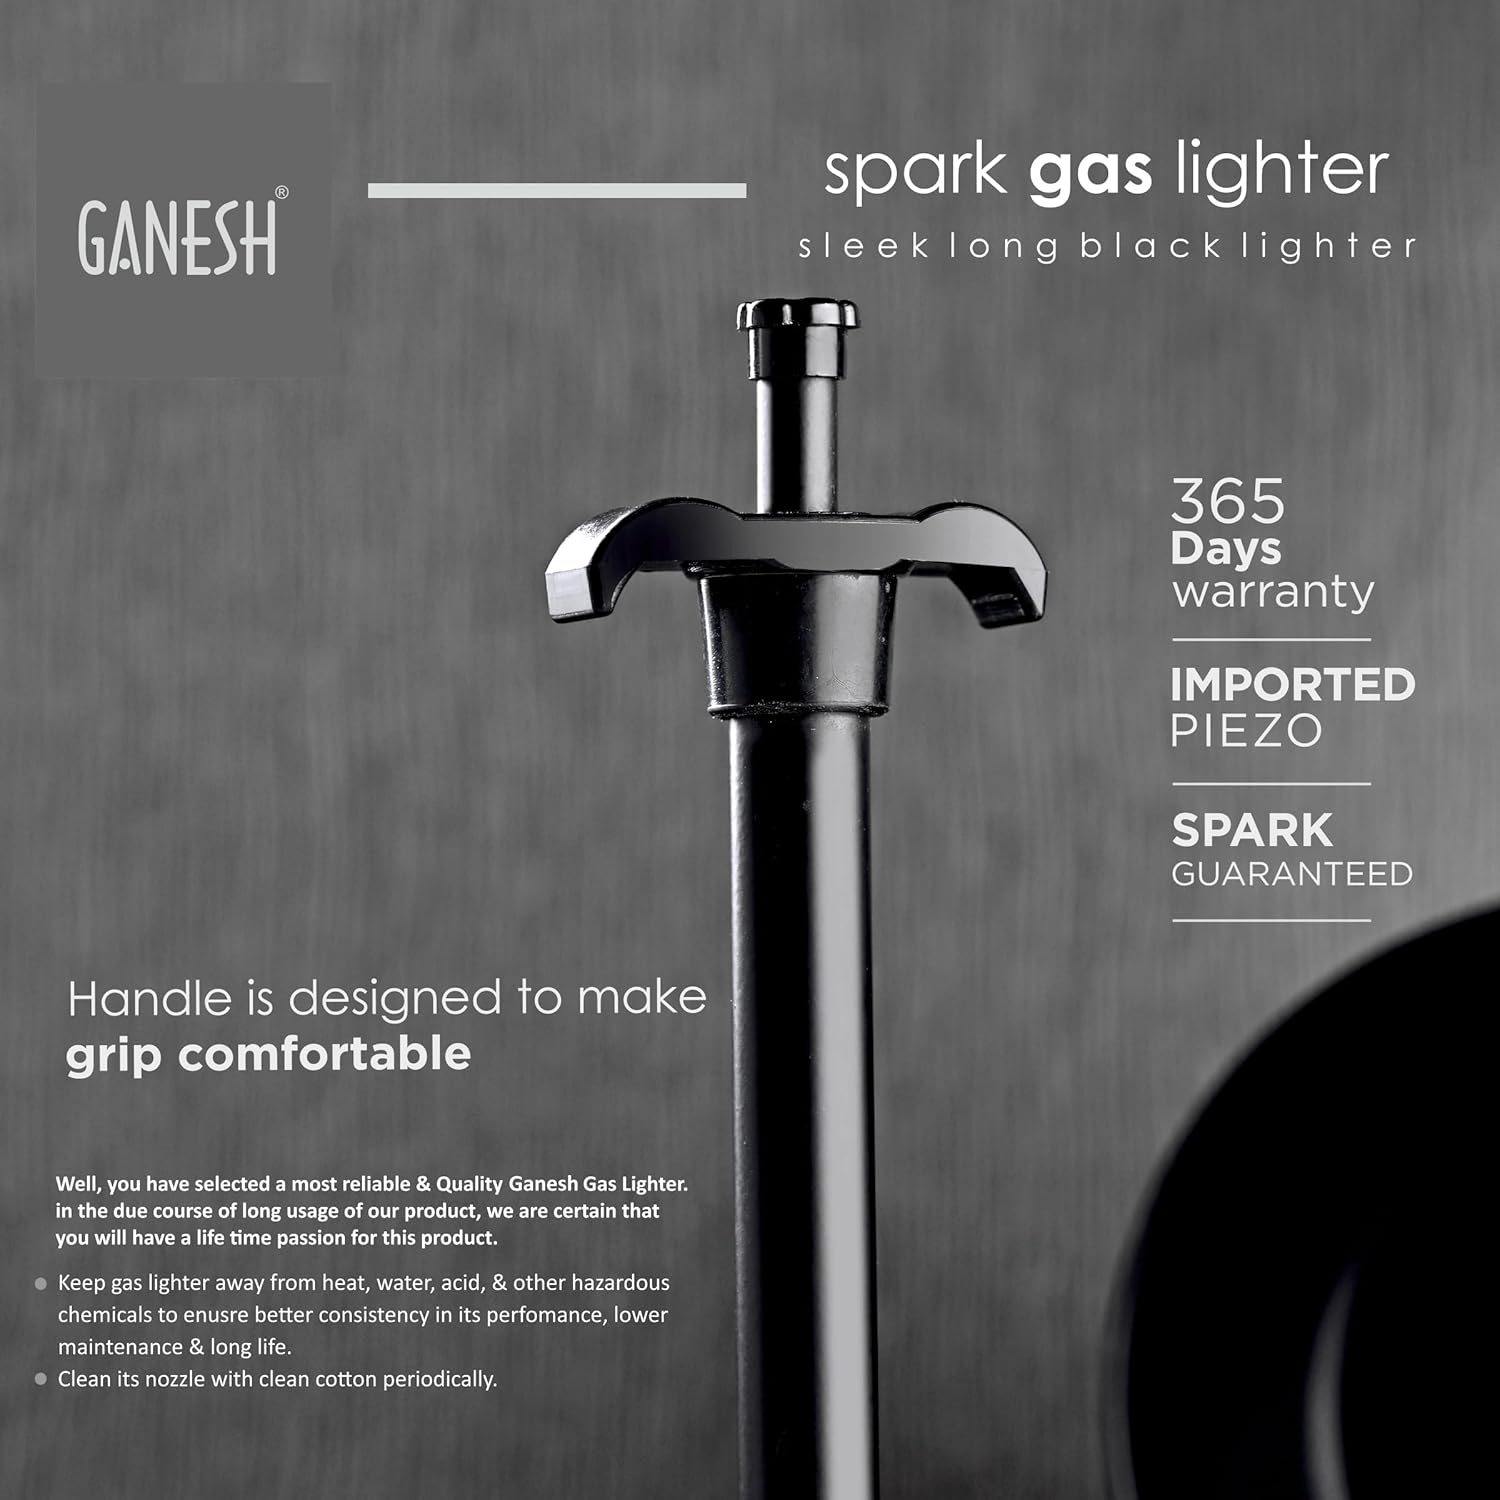 GANESH®
spark gas lighter
sleek long black lighter
365
Days
warranty
IMPORTED
PIEZO
SPARK
GUARANTEED
Handle is designed to make
grip comfortable
Well, you have selected a most reliable & Quality Ganesh Gas Lighter.
in the due course of long usage of our product, we are certain that
you will have a life time passion for this product.
Keep gas lighter away from heat, water, acid, & other hazardous
chemicals to enusre better consistency in its perfomance, lower
maintenance & long life.
Clean its nozzle with clean cotton periodically.